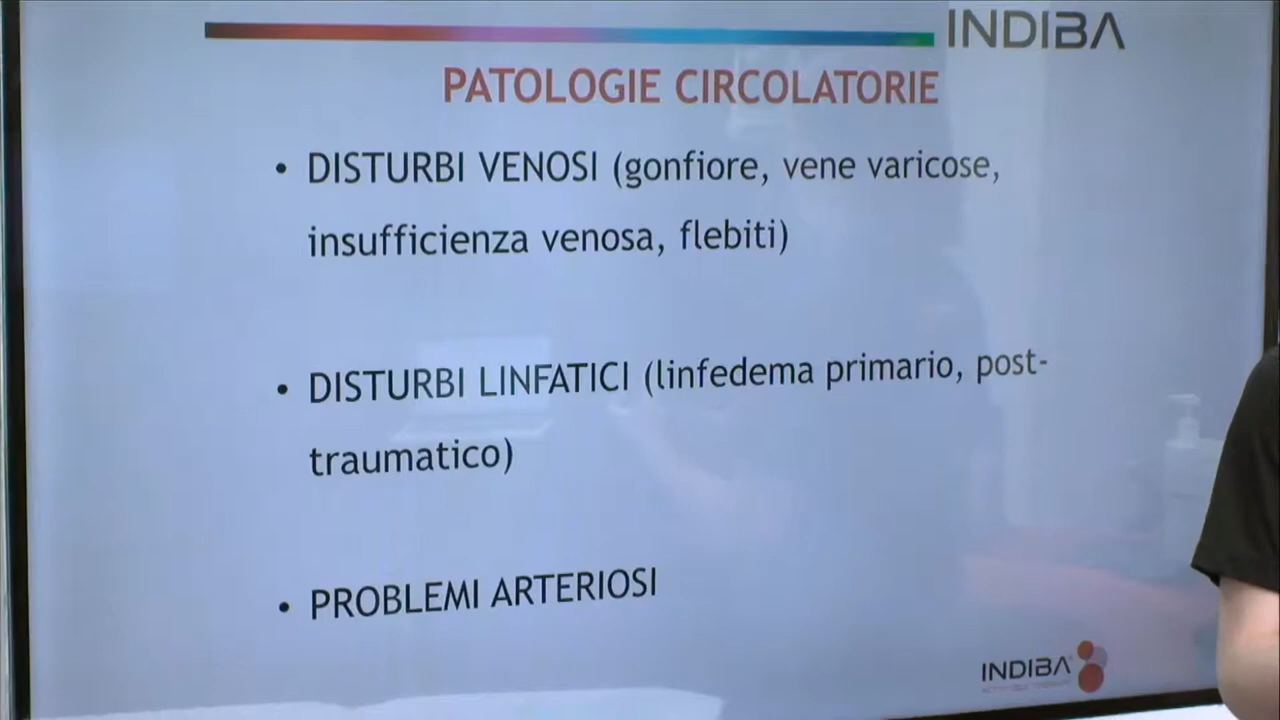 INDIBA
PATOLOGIE CIRCOLATORIE
• DISTURBI VENOSI (gonfiore, vene varicose,
insufficienza venosa, flebiti)
• DISTURBI LINFATICI (linfedema primario, post-
traumatico)
• PROBLEMI ARTERIOSI
INDIBA